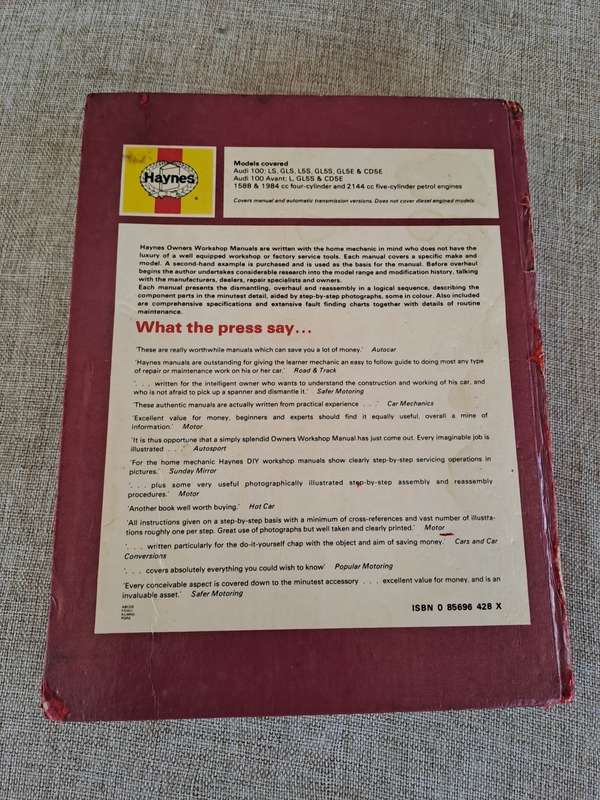 Haynes
®
Models covered
Audi 100; LS, GLS, L5S, GL5S, GL5E & CD5E
Audi 100 Avant; L, GL5S & CD5E
1588 & 1984 cc four-cylinder and 2144 cc five-cylinder petrol engines
Covers manual and automatic transmission versions. Does not cover diesel engined models.
Haynes Owners Workshop Manuals are written with the home mechanic in mind who does not have the
luxury of a well equipped workshop or factory service tools. Each manual covers a specific make and
model. A second-hand example is purchased and is used as the basis for the manual. Before overhaul
begins the author undertakes considerable research into the model range and modification history, talking
with the manufacturers, dealers, repair specialists and owners.
Each manual presents the dismantling, overhaul and reassembly in a logical sequence, describing the
component parts in the minutest detail, aided by step-by-step photographs, some in colour. Also included
are comprehensive specifications and extensive fault finding charts together with details of routine
maintenance.
What the press say...
'These are really worthwhile manuals which can save you a lot of money.' Autocar
'Haynes manuals are outstanding for giving the learner mechanic an easy to follow guide to doing most any type
of repair or maintenance work on his or her car.' Road & Track
'. . . written for the intelligent owner who wants to understand the construction and working of his car, and
who is not afraid to pick up a spanner and dismantle it.' Safer Motoring
'These authentic manuals are actually written from practical experience . . .' Car Mechanics
'Excellent value for money, beginners and experts should find it equally useful, overall a mine of
information.' Motor
'It is thus opportune that a simply splendid Owners Workshop Manual has just come out. Every imaginable job is
illustrated . . .' Autosport
'For the home mechanic Haynes DIY workshop manuals show clearly step-by-step servicing operations in
pictures.' Sunday Mirror
'. . . plus some very useful photographically illustrated step-by-step assembly and reassembly
procedures.' Motor
'Another book well worth buying.' Hot Car
'All instructions given on a step-by-step basis with a minimum of cross-references and vast number of illustra-
tions roughly one per step. Great use of photographs but well taken and clearly printed.' Motor
'. . . written particularly for the do-it-yourself chap with the object and aim of saving money.' Cars and Car
Conversions
'. . . covers absolutely everything you could wish to know' Popular Motoring
'Every conceivable aspect is covered down to the minutest accessory . . . excellent value for money, and is an
invaluable asset.' Safer Motoring
ISBN 0 85696 428 X